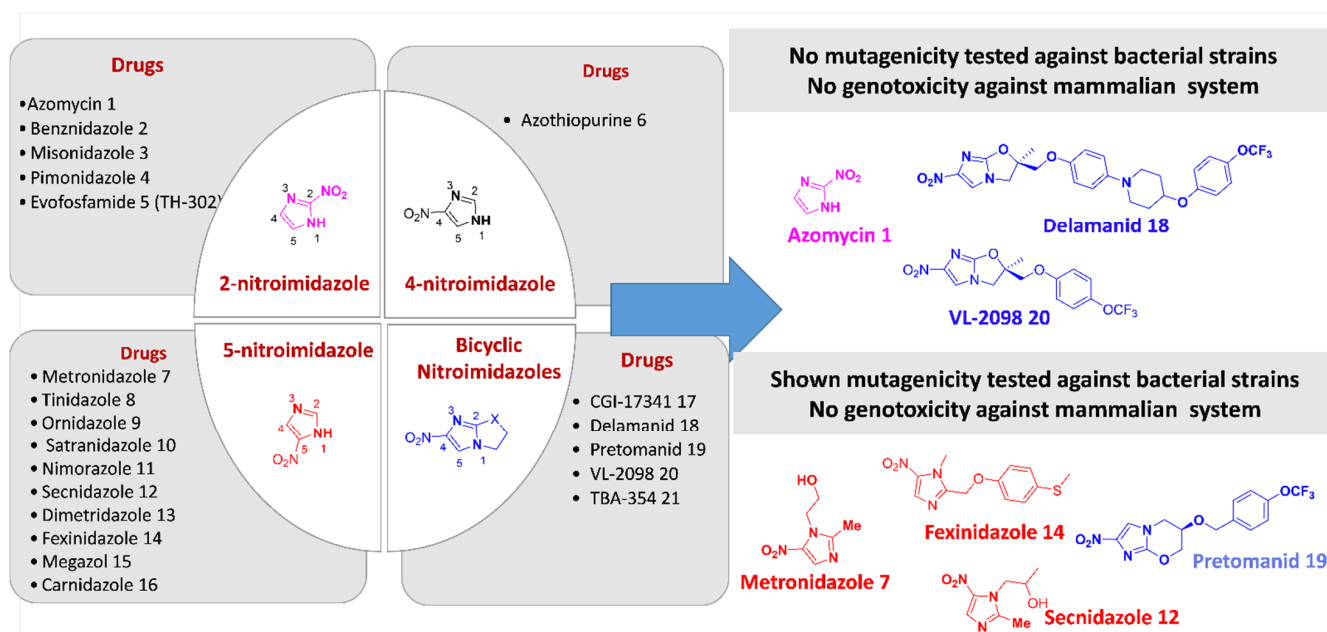 Drugs
•Azomycin 1
• Benznidazole 2
• Misonidazole 3
• Pimonidazole 4
• Evofosfamide 5 (TH-302)
3
N
2
NO₂
4
NH
5
1
2-nitroimidazole
Drugs
• Azothiopurine 6
3
N
2
O₂N
4
NH
5
1
4-nitroimidazole
Drugs
• Metronidazole 7
• Tinidazole 8
• Ornidazole 9
• Satranidazole 10
• Nimorazole 11
• Secnidazole 12
• Dimetridazole 13
• Fexinidazole 14
• Megazol 15
• Carnidazole 16
5-nitroimidazole
3
N
2
4
NH
5
1
O₂N
Bicyclic
Nitroimidazoles
3
N
2
X
O₂N
4
N
5
1
Drugs
• CGI-17341 17
• Delamanid 18
• Pretomanid 19
• VL-2098 20
• TBA-354 21
No mutagenicity tested against bacterial strains
No genotoxicity against mammalian system
N
NO₂
NH
Azomycin 1
O₂N
N
N
O
O
N
O
OCF₃
Delamanid 18
O₂N
N
N
O
O
OCF₃
VL-2098 20
Shown mutagenicity tested against bacterial strains
No genotoxicity against mammalian system
HO
N
Me
O₂N
N
Metronidazole 7
O₂N
N
N
O
S
Fexinidazole 14
O₂N
N
OH
N
Me
Secnidazole 12
O₂N
N
N
O
O
OCF₃
Pretomanid 19